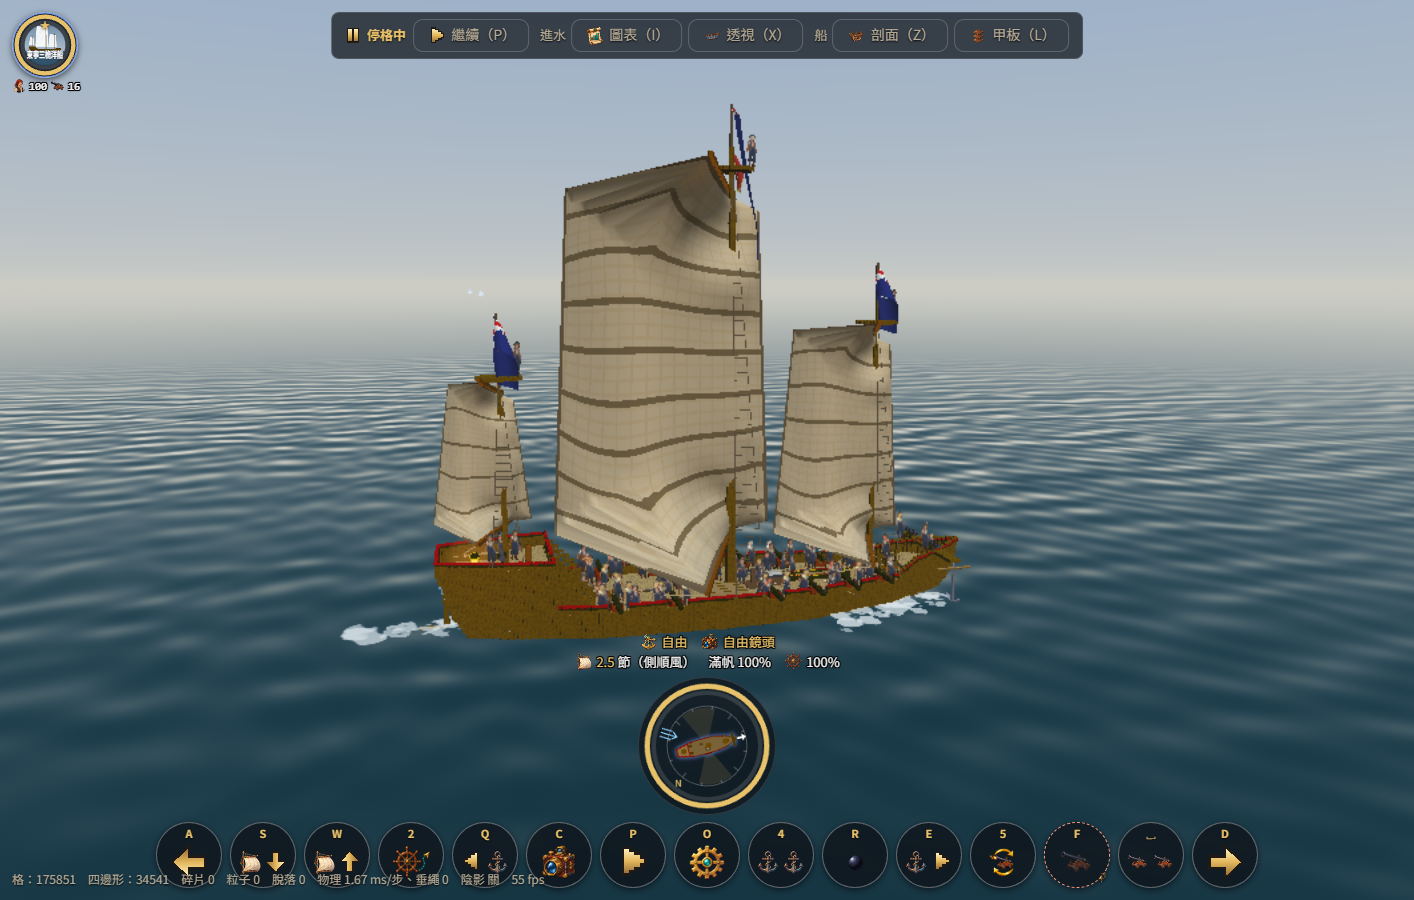 停格中 繼續（P） 進水 圖表（I） 透視（X） 船 剖面（Z） 甲板（L）
100 16
自由 自由鏡頭
2.5 節（側順風） 滿帆 100% 100%
N
A S W 2 Q C P O 4 R E 5 F D
格：175851 四邊形：34541 碎片 0 粒子 0 脫落 0 物理 1.67 ms/步、垂繩 0 陰影 關 55 fps